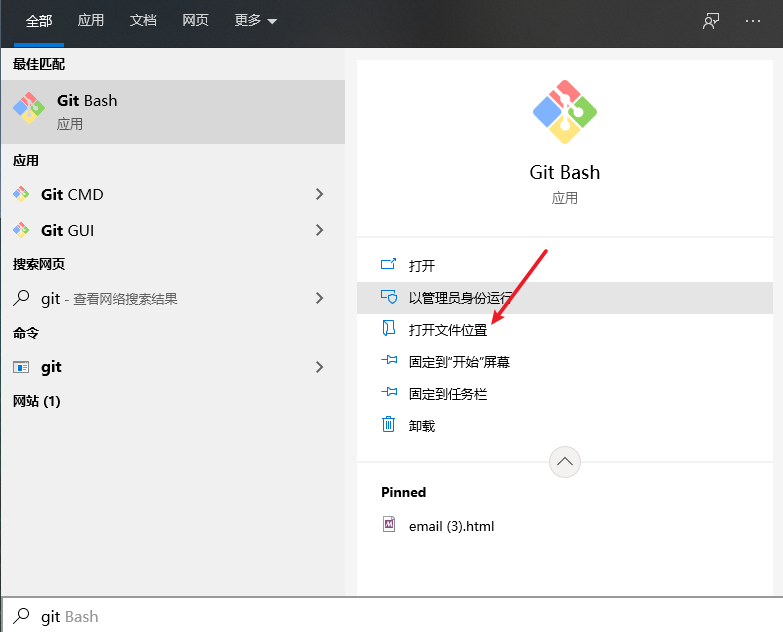 全部 应用 文档 网页 更多
最佳匹配
Git Bash
应用
应用
Git CMD
Git GUI
搜索网页
git - 查看网络搜索结果
命令
git
网站 (1)
Git Bash
应用
打开
以管理员身份运行
打开文件位置
固定到"开始"屏幕
固定到任务栏
卸载
Pinned
email (3).html
git Bash